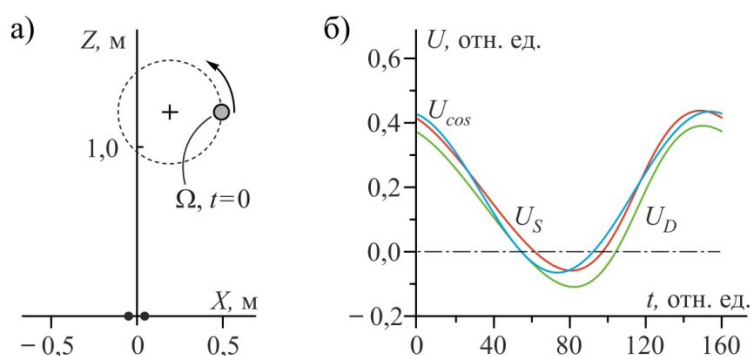 а)
Z, м
1,0
Ω, t=0
X, м
− 0,5
0
0,5
б)
U, отн. ед.
0,6
U_cos
0,4
0,2
U_S
U_D
0,0
− 0,2
t, отн. ед.
0
40
80
120
160